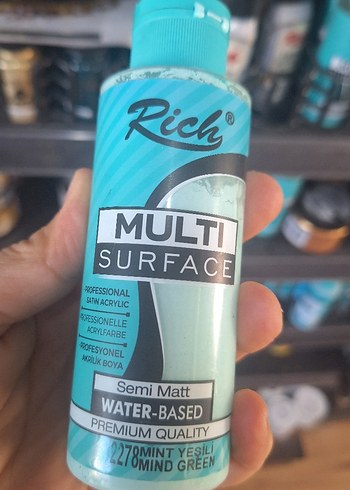 Rich®
MULTI
SURFACE
PROFESSIONAL
SATIN ACRYLIC
PROFESSIONELLE
ACRYLFARBE
PROFESYONEL
AKRİLİK BOYA
Semi Matt
WATER-BASED
PREMIUM QUALITY
2278 MINT YEŞİLİ
MIND GREEN